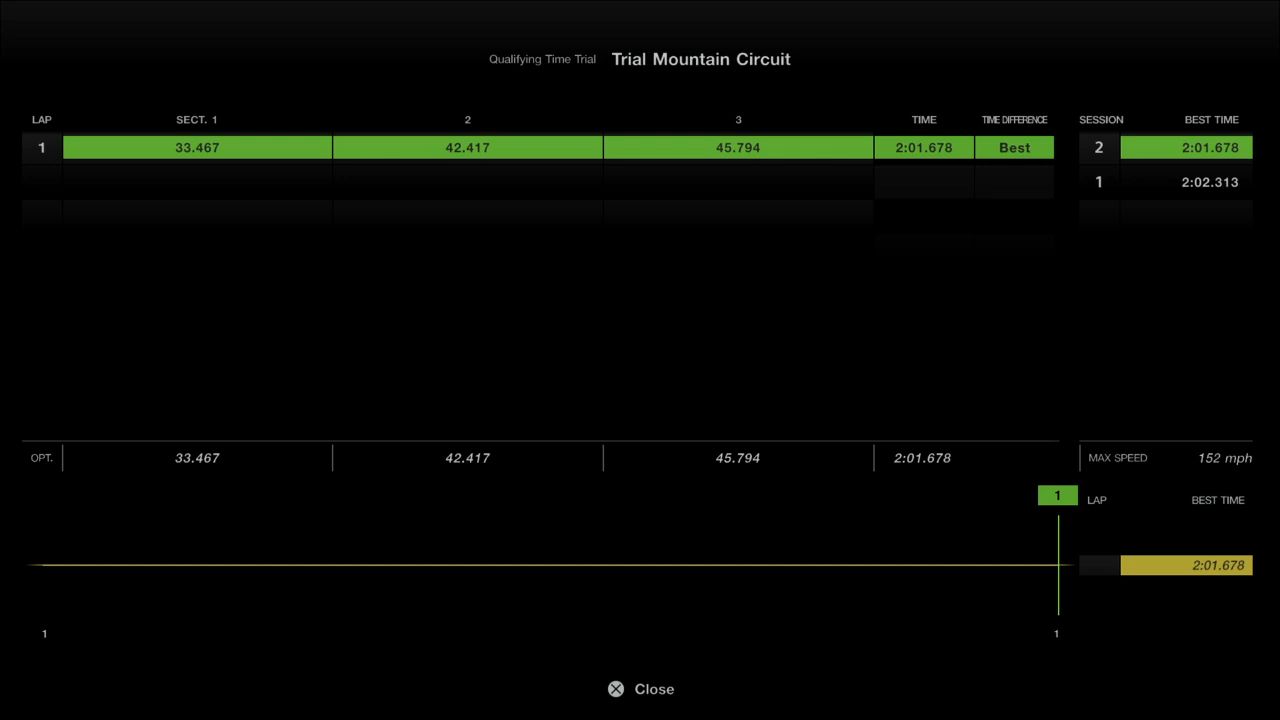 Qualifying Time Trial Trial Mountain Circuit
LAP SECT. 1 2 3 TIME TIME DIFFERENCE SESSION BEST TIME
1 33.467 42.417 45.794 2:01.678 Best 2 2:01.678
1 2:02.313
OPT. 33.467 42.417 45.794 2:01.678 MAX SPEED 152 mph
1 LAP BEST TIME
2:01.678
1 1
Close